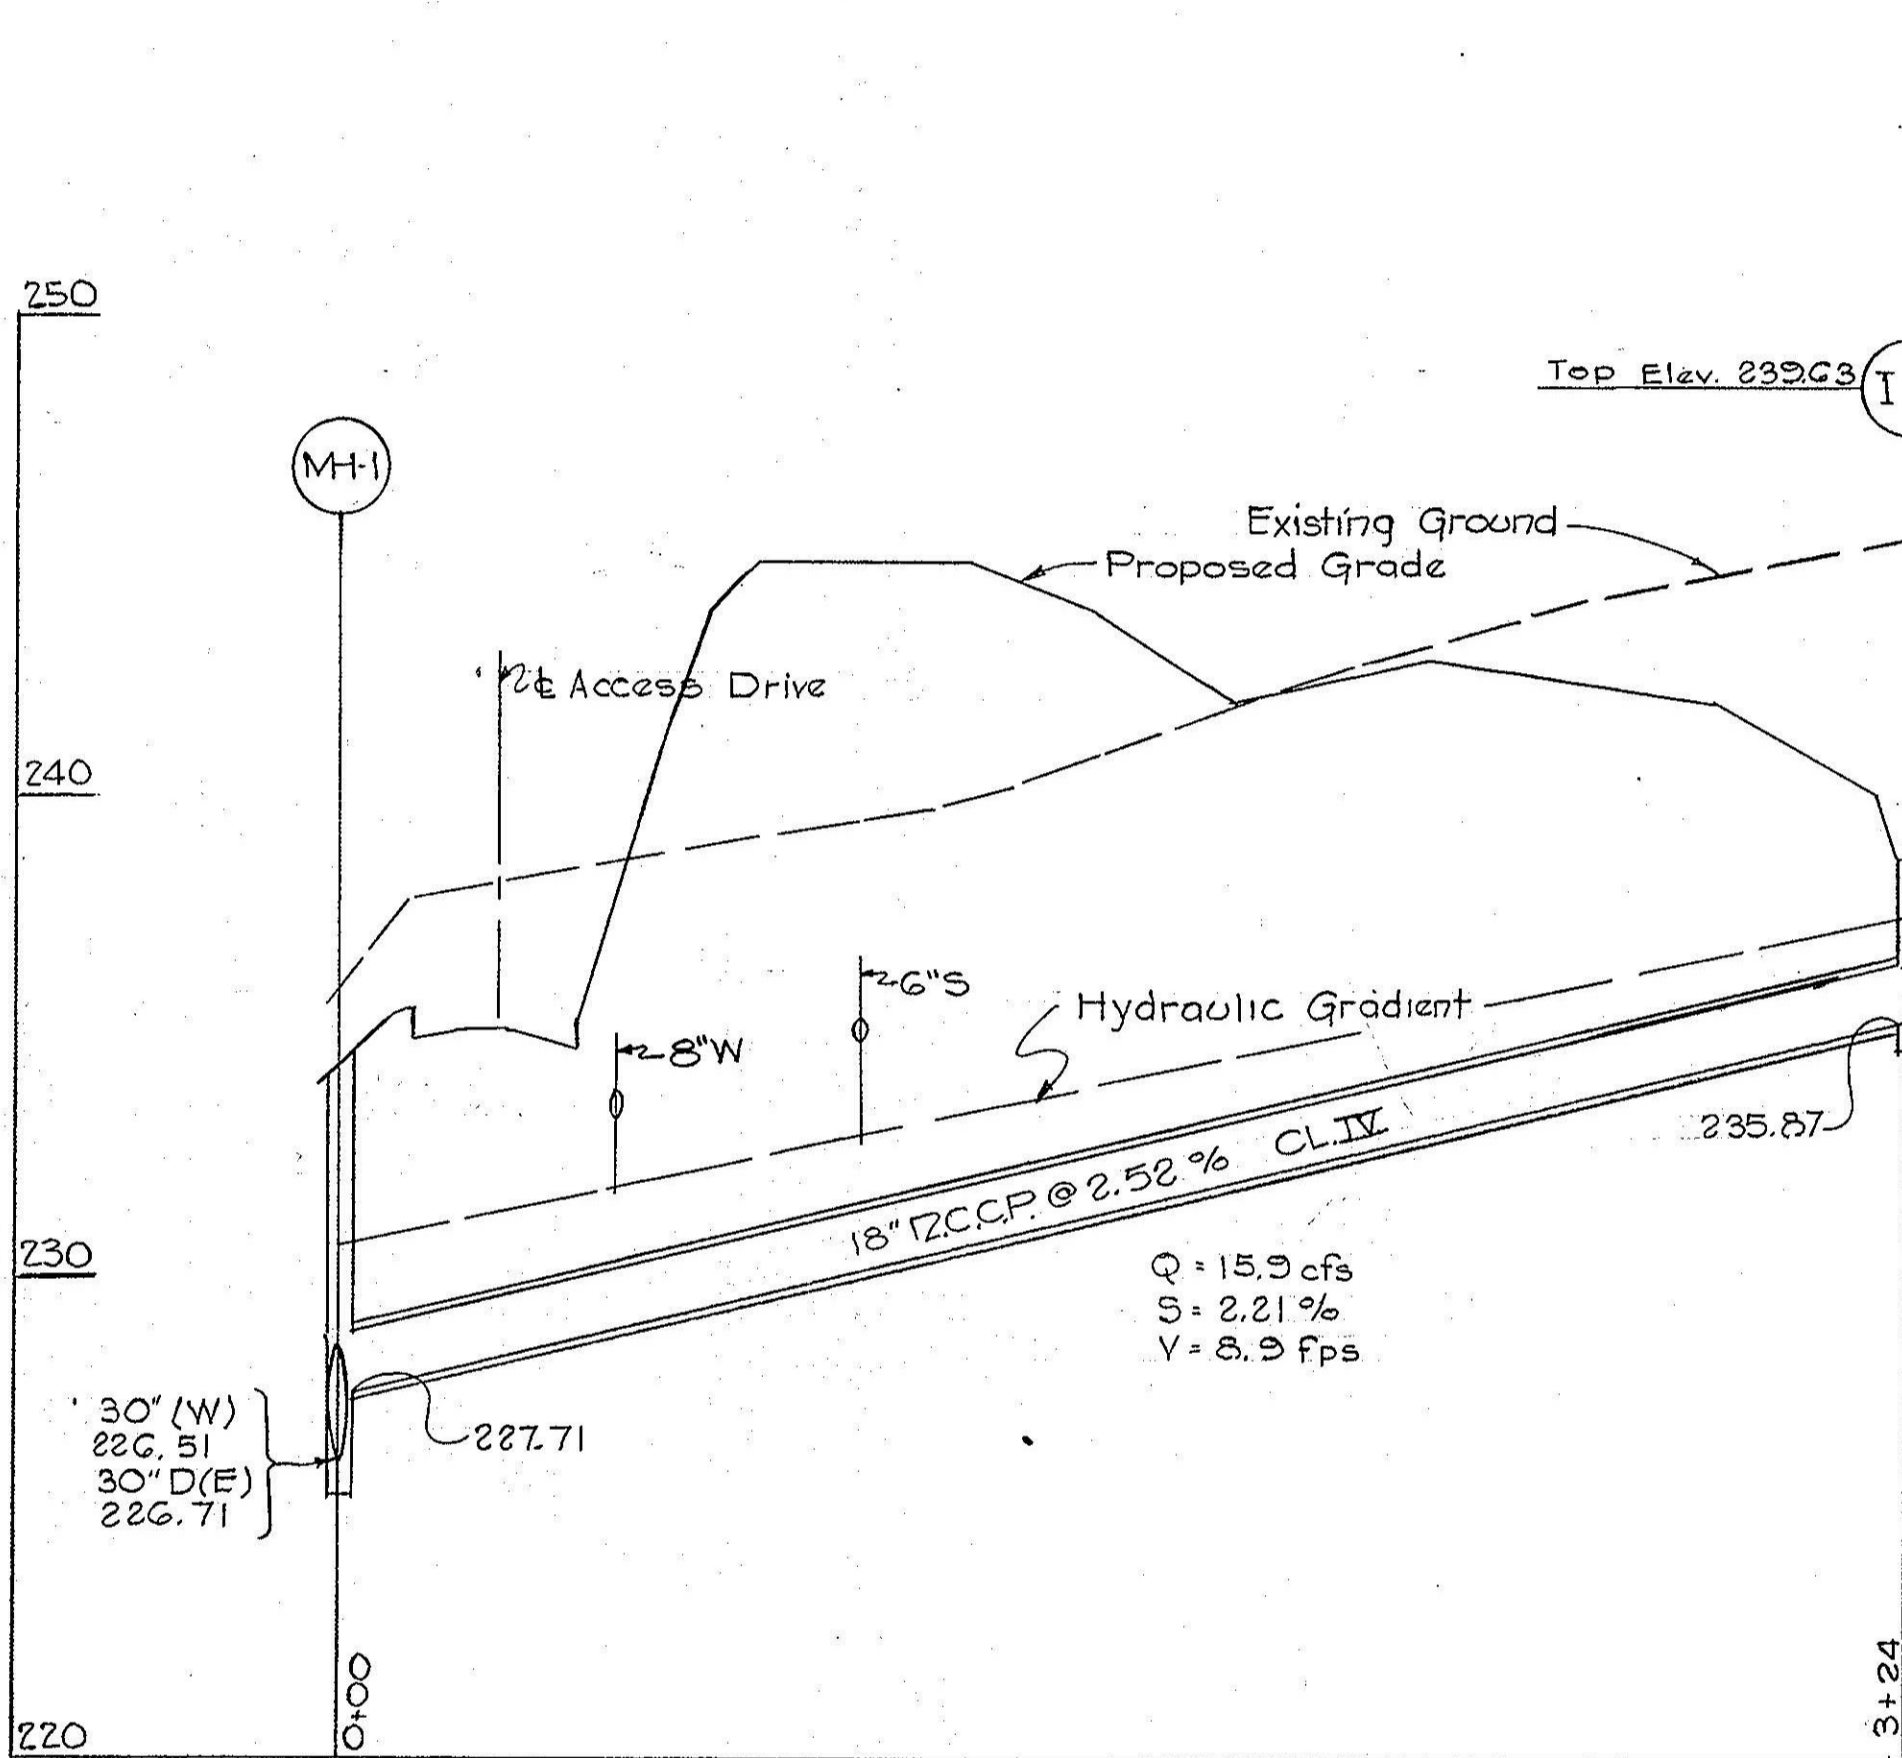 250
Top Elev. 239.63
I
MH-1
Existing Ground
Proposed Grade
℄ Access Drive
240
6"S
8"W
Hydraulic Gradient
235.87
18" R.C.C.P. @ 2.52 % CL. IV
230
Q = 15.9 cfs
S = 2.21 %
V = 8.9 fps
30" (W)
226.51
30" D(E)
226.71
227.71
0+00
3+24
220